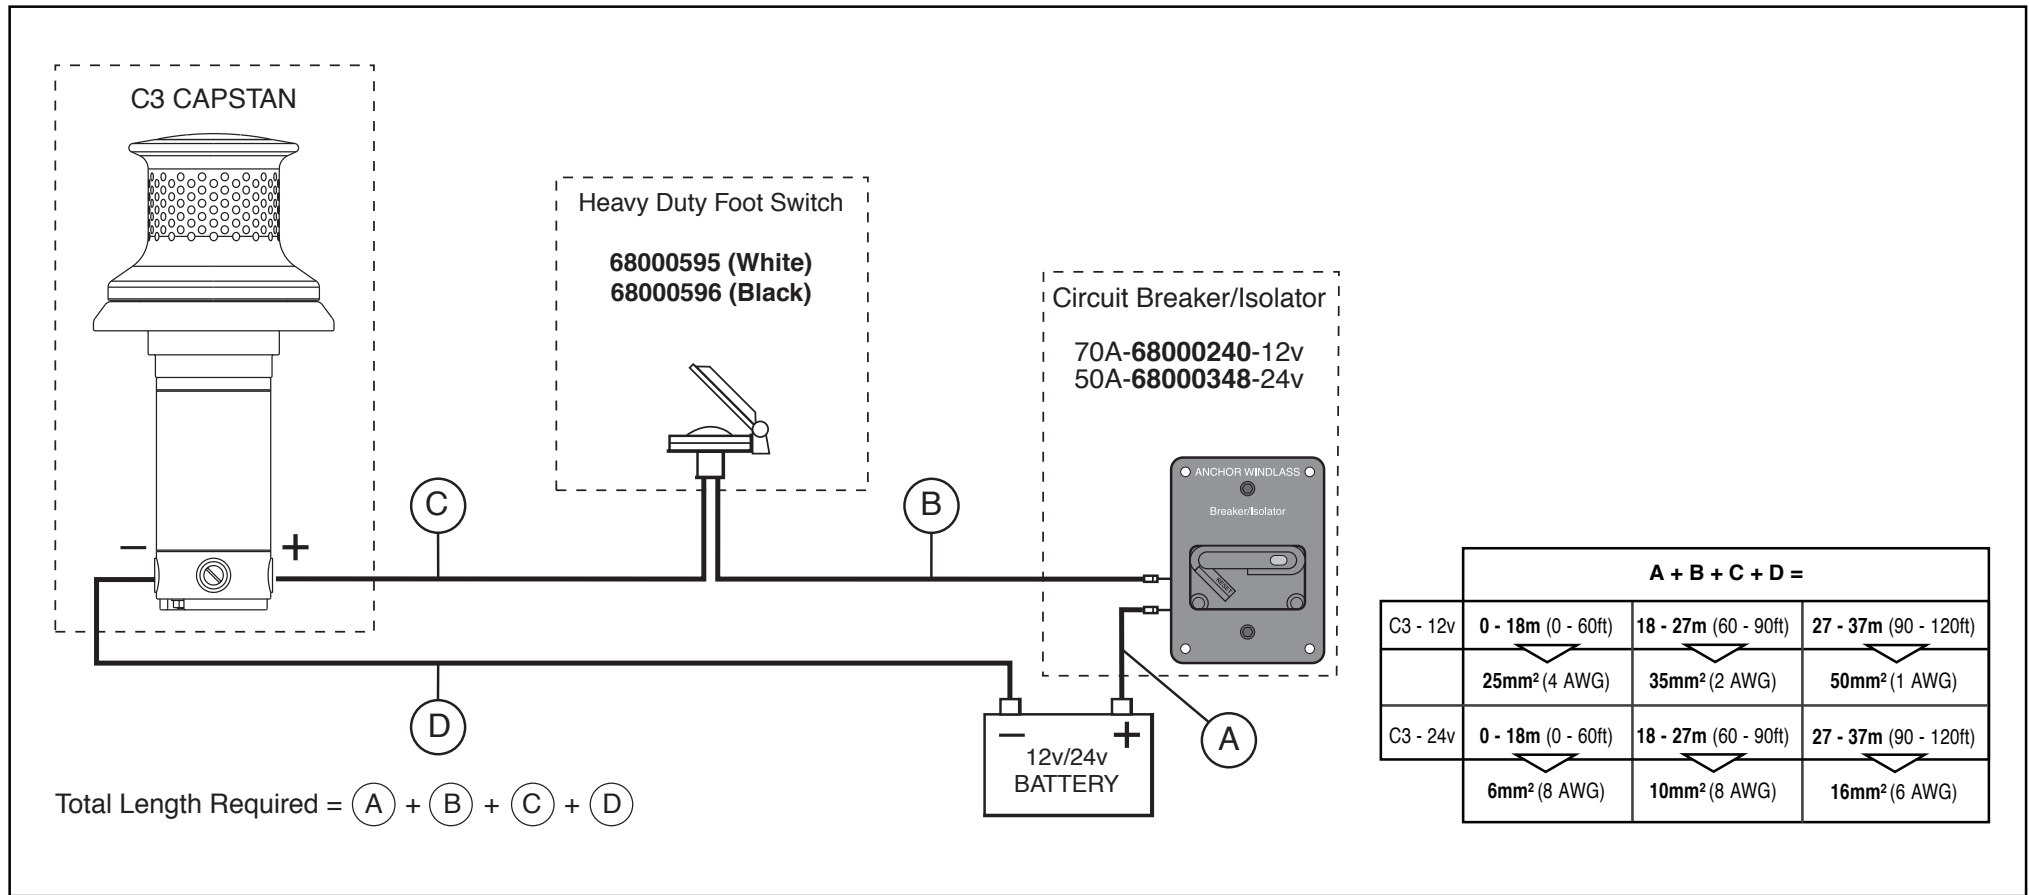 C3 CAPSTAN
Heavy Duty Foot Switch
68000595 (White)
68000596 (Black)
Circuit Breaker/Isolator
70A-68000240-12v
50A-68000348-24v
ANCHOR WINDLASS
Breaker/Isolator
RESET
C
B
− +
D
A
− +
12v/24v
BATTERY
Total Length Required = A + B + C + D
A + B + C + D =
C3 - 12v 0 - 18m (0 - 60ft) 18 - 27m (60 - 90ft) 27 - 37m (90 - 120ft)
25mm² (4 AWG) 35mm² (2 AWG) 50mm² (1 AWG)
C3 - 24v 0 - 18m (0 - 60ft) 18 - 27m (60 - 90ft) 27 - 37m (90 - 120ft)
6mm² (8 AWG) 10mm² (8 AWG) 16mm² (6 AWG)